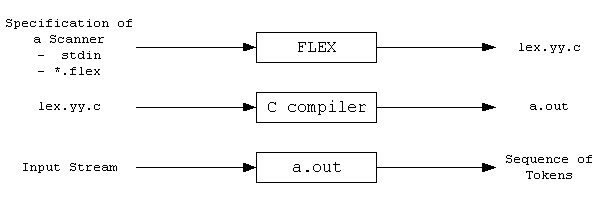 Specification of
a Scanner
- stdin
- *.flex
FLEX
lex.yy.c
lex.yy.c
C compiler
a.out
Input Stream
a.out
Sequence of
Tokens